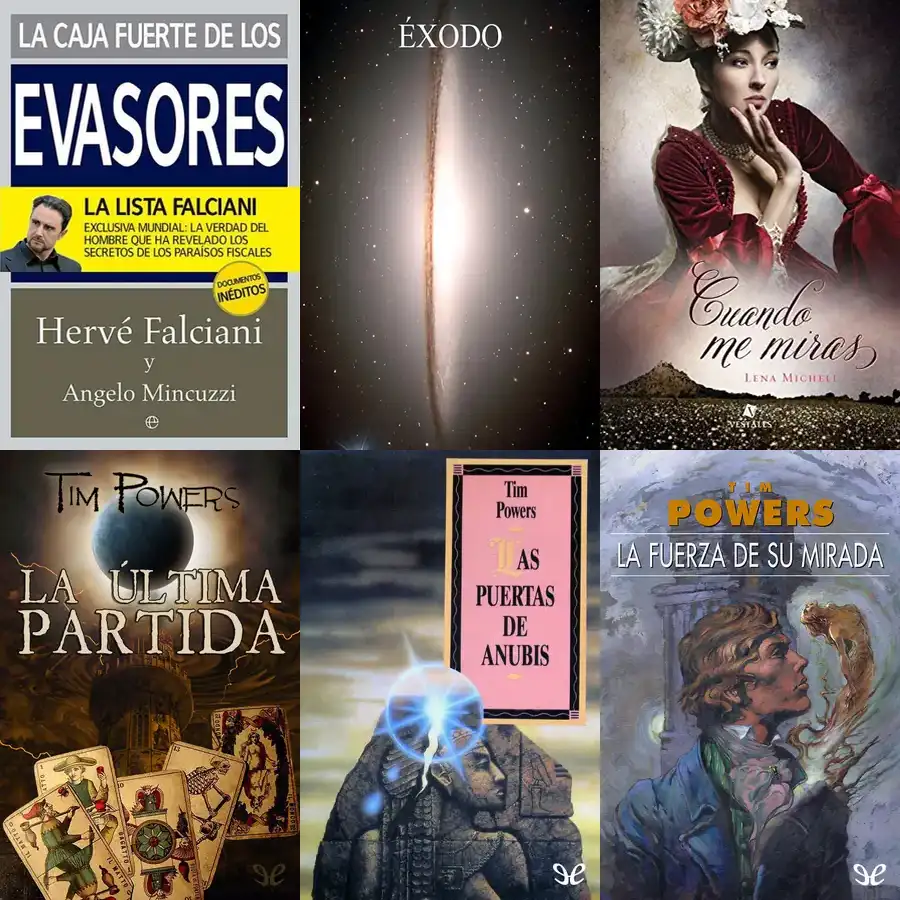 LA CAJA FUERTE DE LOS
EVASORES
LA LISTA FALCIANI
EXCLUSIVA MUNDIAL: LA VERDAD DEL
HOMBRE QUE HA REVELADO LOS
SECRETOS DE LOS PARAÍSOS FISCALES
DOCUMENTOS
INÉDITOS
Hervé Falciani
y
Angelo Mincuzzi
e
ÉXODO
Cuando
me miras
LENA MICHELL
VESTALES
TIM POWERS
LA ÚLTIMA
PARTIDA
Tim
Powers
LAS
PUERTAS
DE
ANUBIS
TIM
POWERS
LA FUERZA DE SU MIRADA